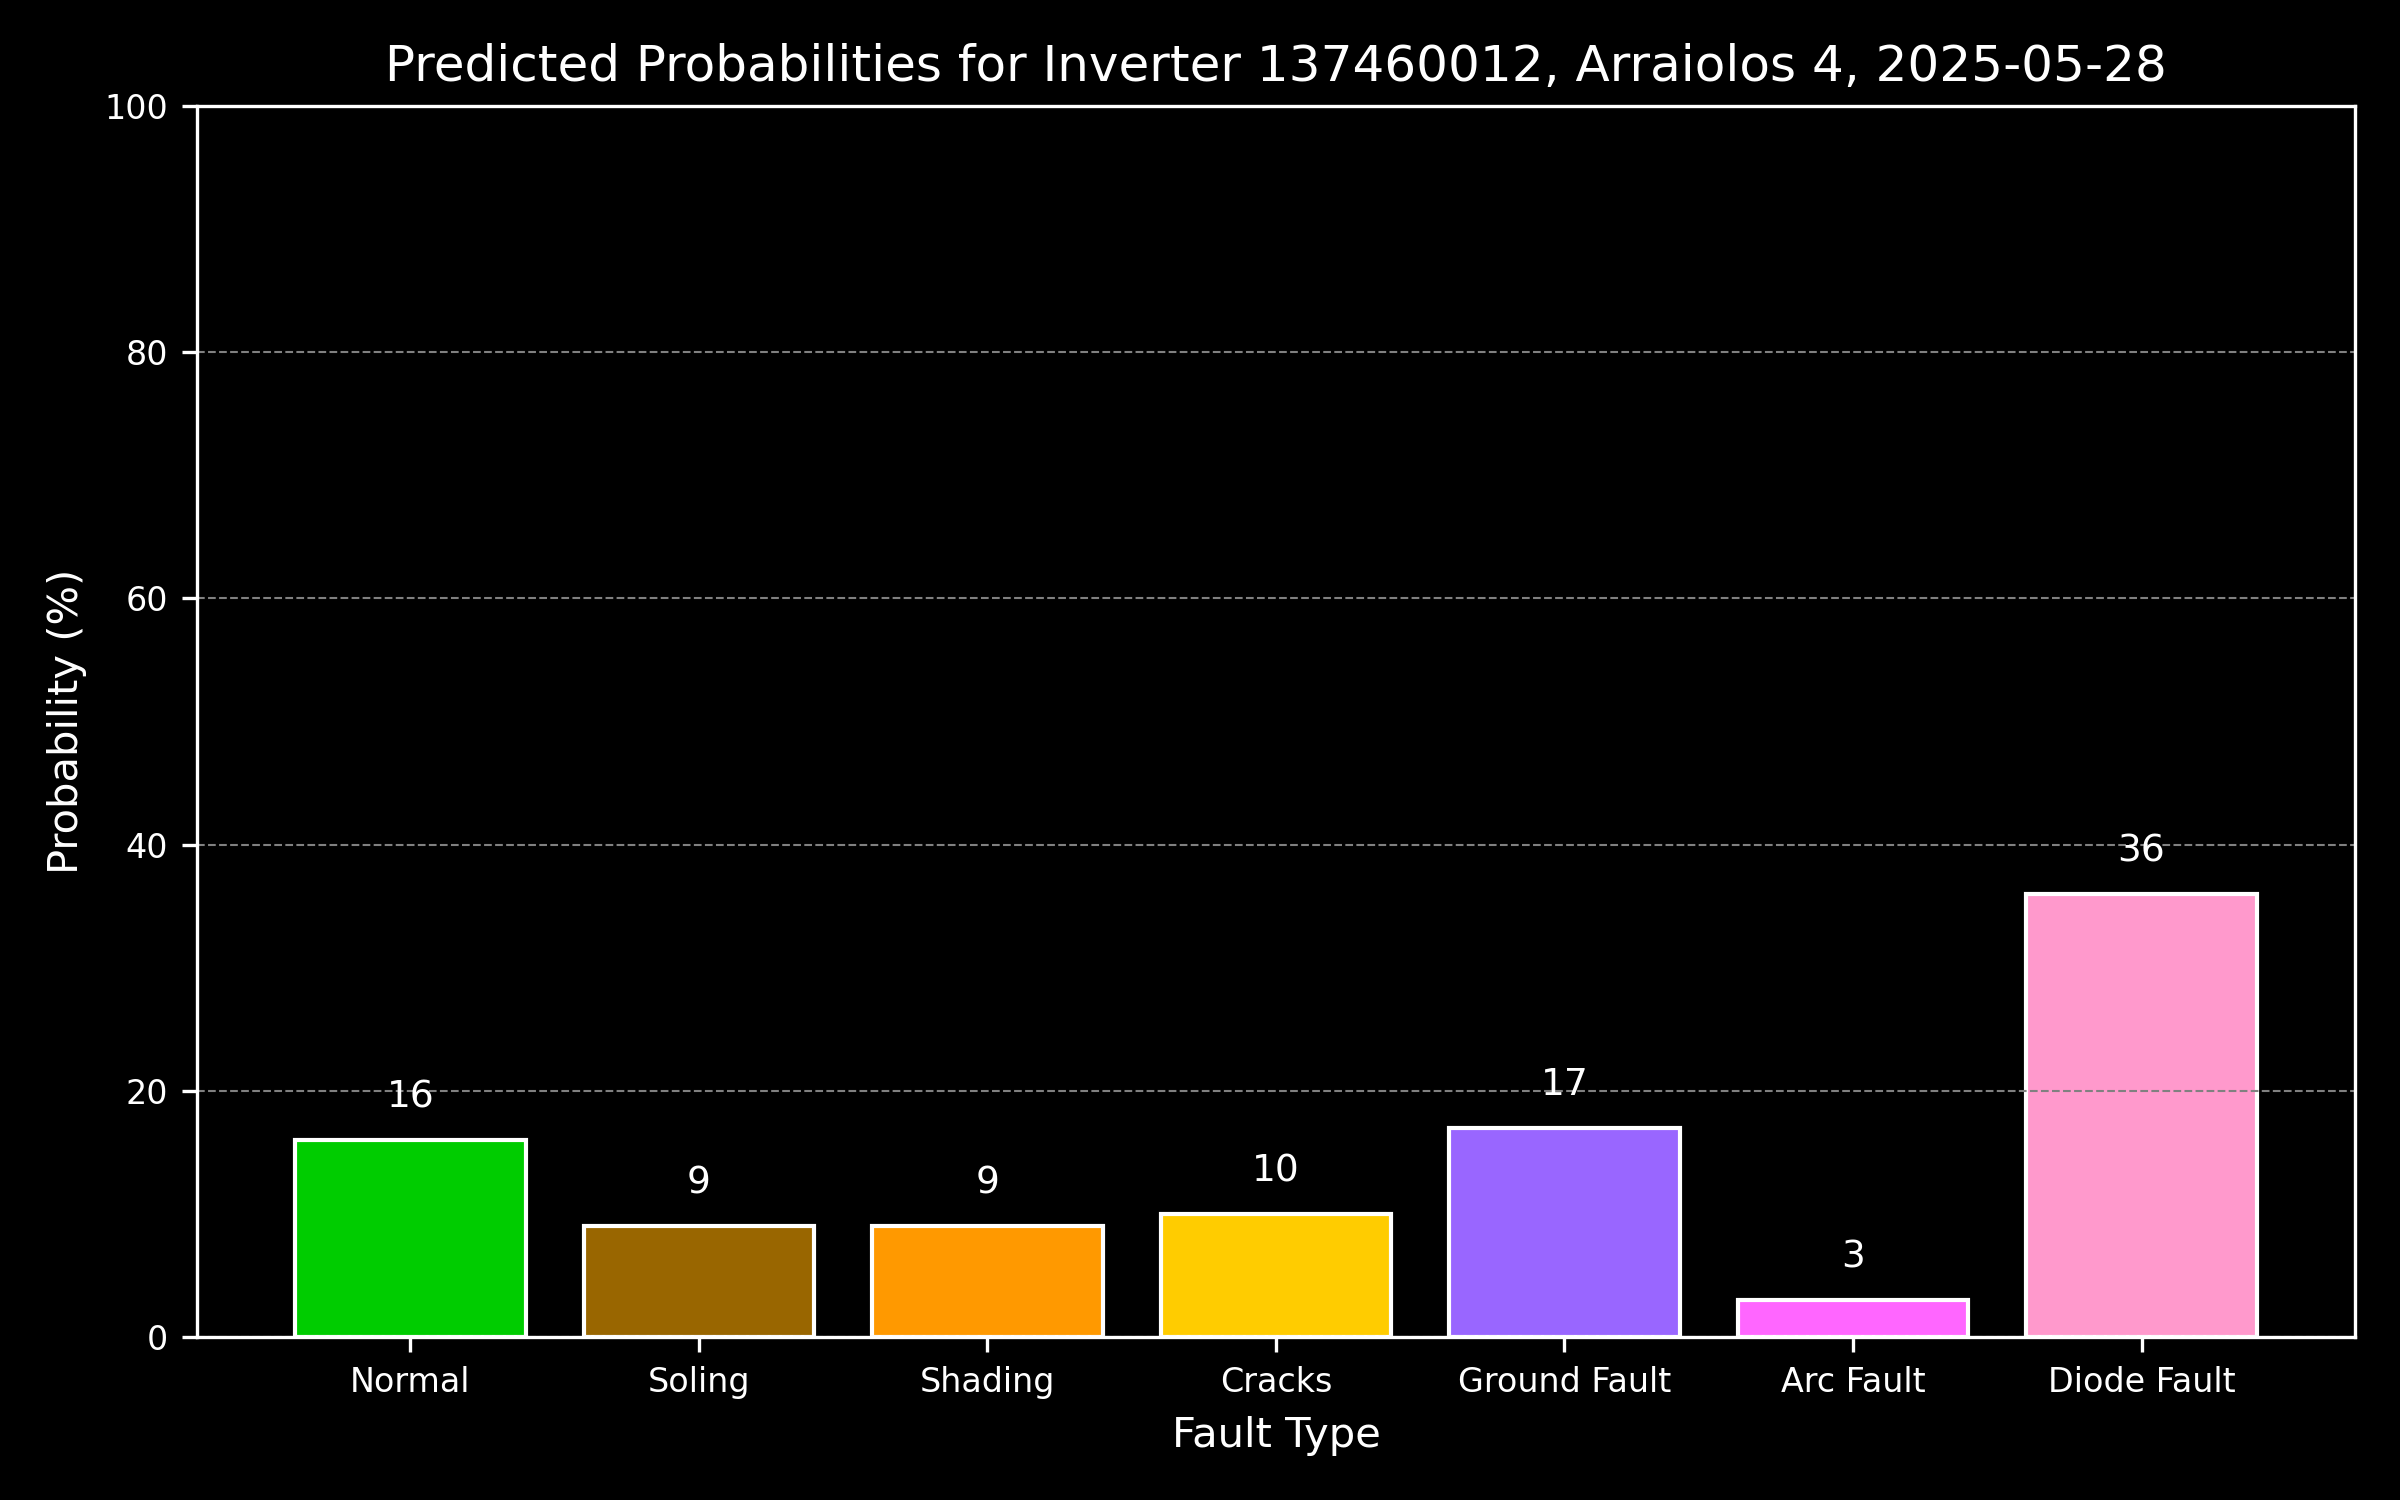 Predicted Probabilities for Inverter 137460012, Arraiolos 4, 2025-05-28
100
80
60
40
20
0
Probability (%)
16
9
9
10
17
3
36
Normal
Soling
Shading
Cracks
Ground Fault
Arc Fault
Diode Fault
Fault Type